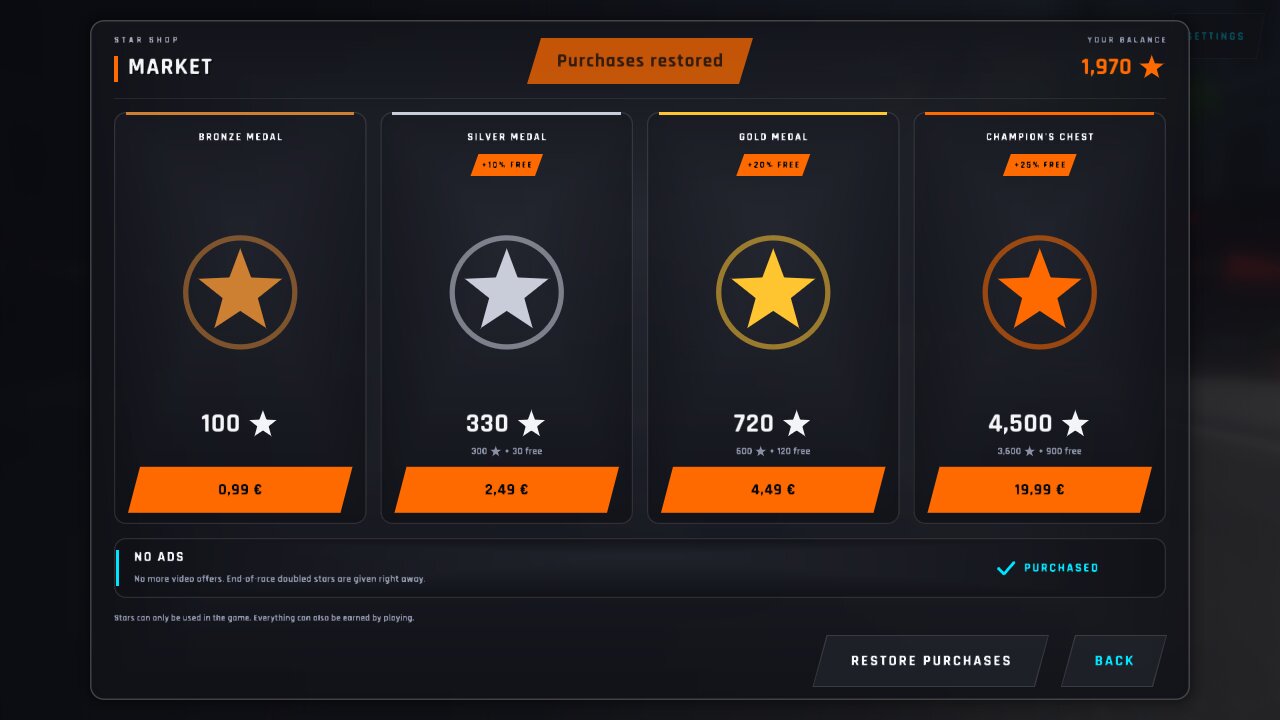 STAR SHOP
MARKET
Purchases restored
YOUR BALANCE
1,970
SETTINGS
BRONZE MEDAL
100
0,99 €
SILVER MEDAL
+10% FREE
330
300 ★ + 30 free
2,49 €
GOLD MEDAL
+20% FREE
720
600 ★ + 120 free
4,49 €
CHAMPION'S CHEST
+25% FREE
4,500
3,600 ★ + 900 free
19,99 €
NO ADS
No more video offers. End-of-race doubled stars are given right away.
PURCHASED
Stars can only be used in the game. Everything can also be earned by playing.
RESTORE PURCHASES
BACK